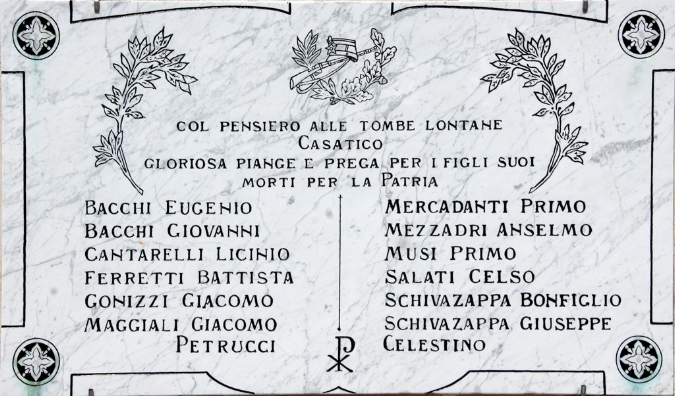 COL PENSIERO ALLE TOMBE LONTANE
CASATICO
GLORIOSA PIANGE E PREGA PER I FIGLI SUOI
MORTI PER LA PATRIA
BACCHI EUGENIO
BACCHI GIOVANNI
CANTARELLI LICINIO
FERRETTI BATTISTA
GONIZZI GIACOMO
MAGGIALI GIACOMO
MERCADANTI PRIMO
MEZZADRI ANSELMO
MUSI PRIMO
SALATI CELSO
SCHIVAZAPPA BONFIGLIO
SCHIVAZAPPA GIUSEPPE
PETRUCCI ☧ CELESTINO